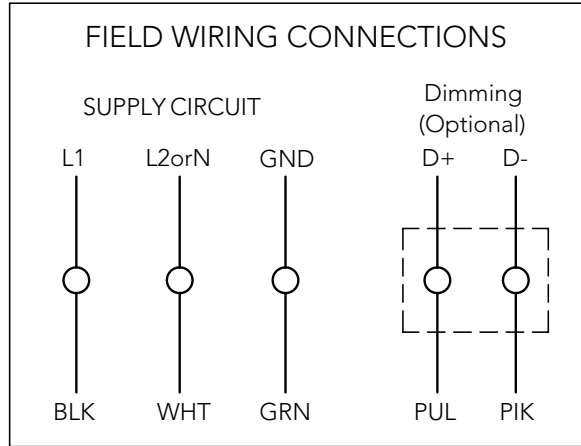 FIELD WIRING CONNECTIONS
SUPPLY CIRCUIT
Dimming
(Optional)
L1 L2orN GND D+ D-
BLK WHT GRN PUL PIK